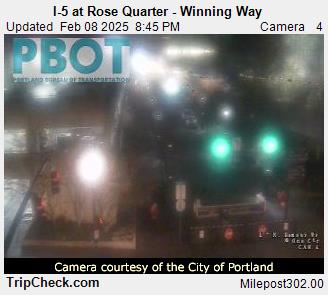 I-5 at Rose Quarter - Winning Way
Updated Feb 08 2025 8:45 PM Camera 4
PBOT
PORTLAND BUREAU OF TRANSPORTATION
Camera courtesy of the City of Portland
TripCheck.com Milepost302.00